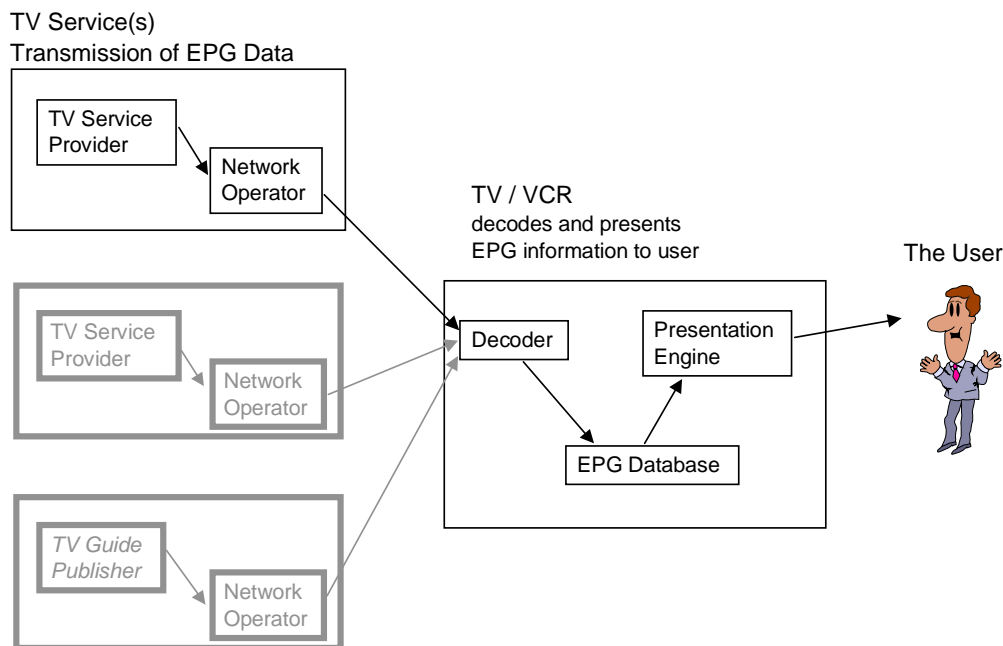 TV Service(s)
Transmission of EPG Data
TV Service
Provider
Network
Operator
TV / VCR
decodes and presents
EPG information to user
The User
TV Service
Provider
Network
Operator
Decoder
Presentation
Engine
EPG Database
TV Guide
Publisher
Network
Operator